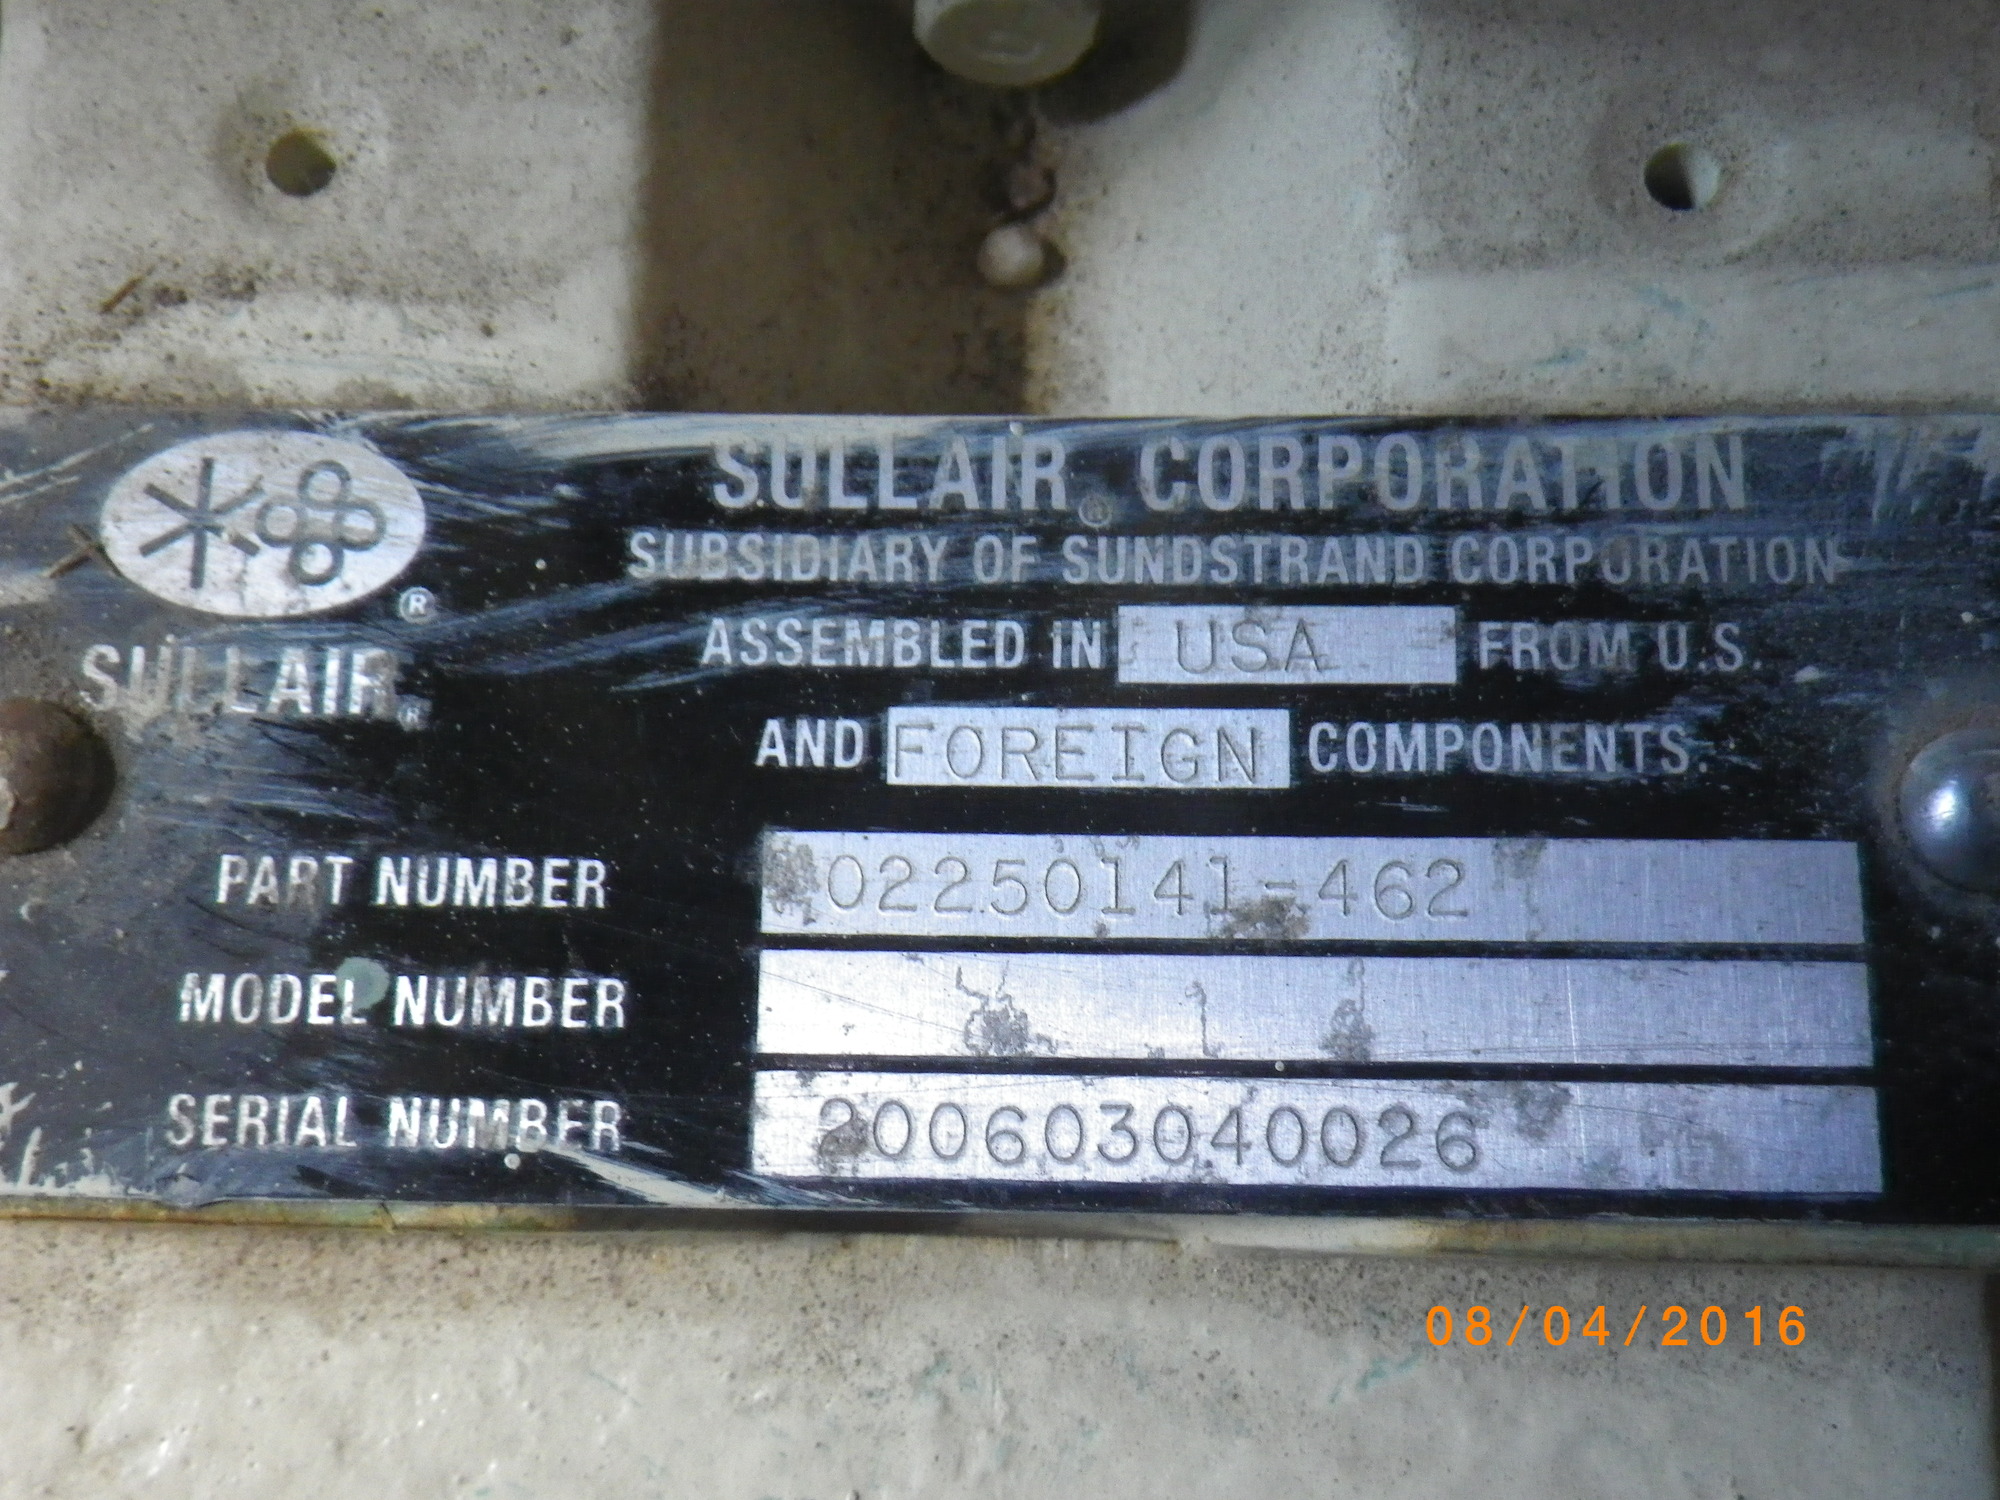 SULLAIR® CORPORATION
SUBSIDIARY OF SUNDSTRAND CORPORATION
ASSEMBLED IN USA FROM U.S.
AND FOREIGN COMPONENTS.
®
SULLAIR®
PART NUMBER 02250141-462
MODEL NUMBER
SERIAL NUMBER 200603040026
08/04/2016